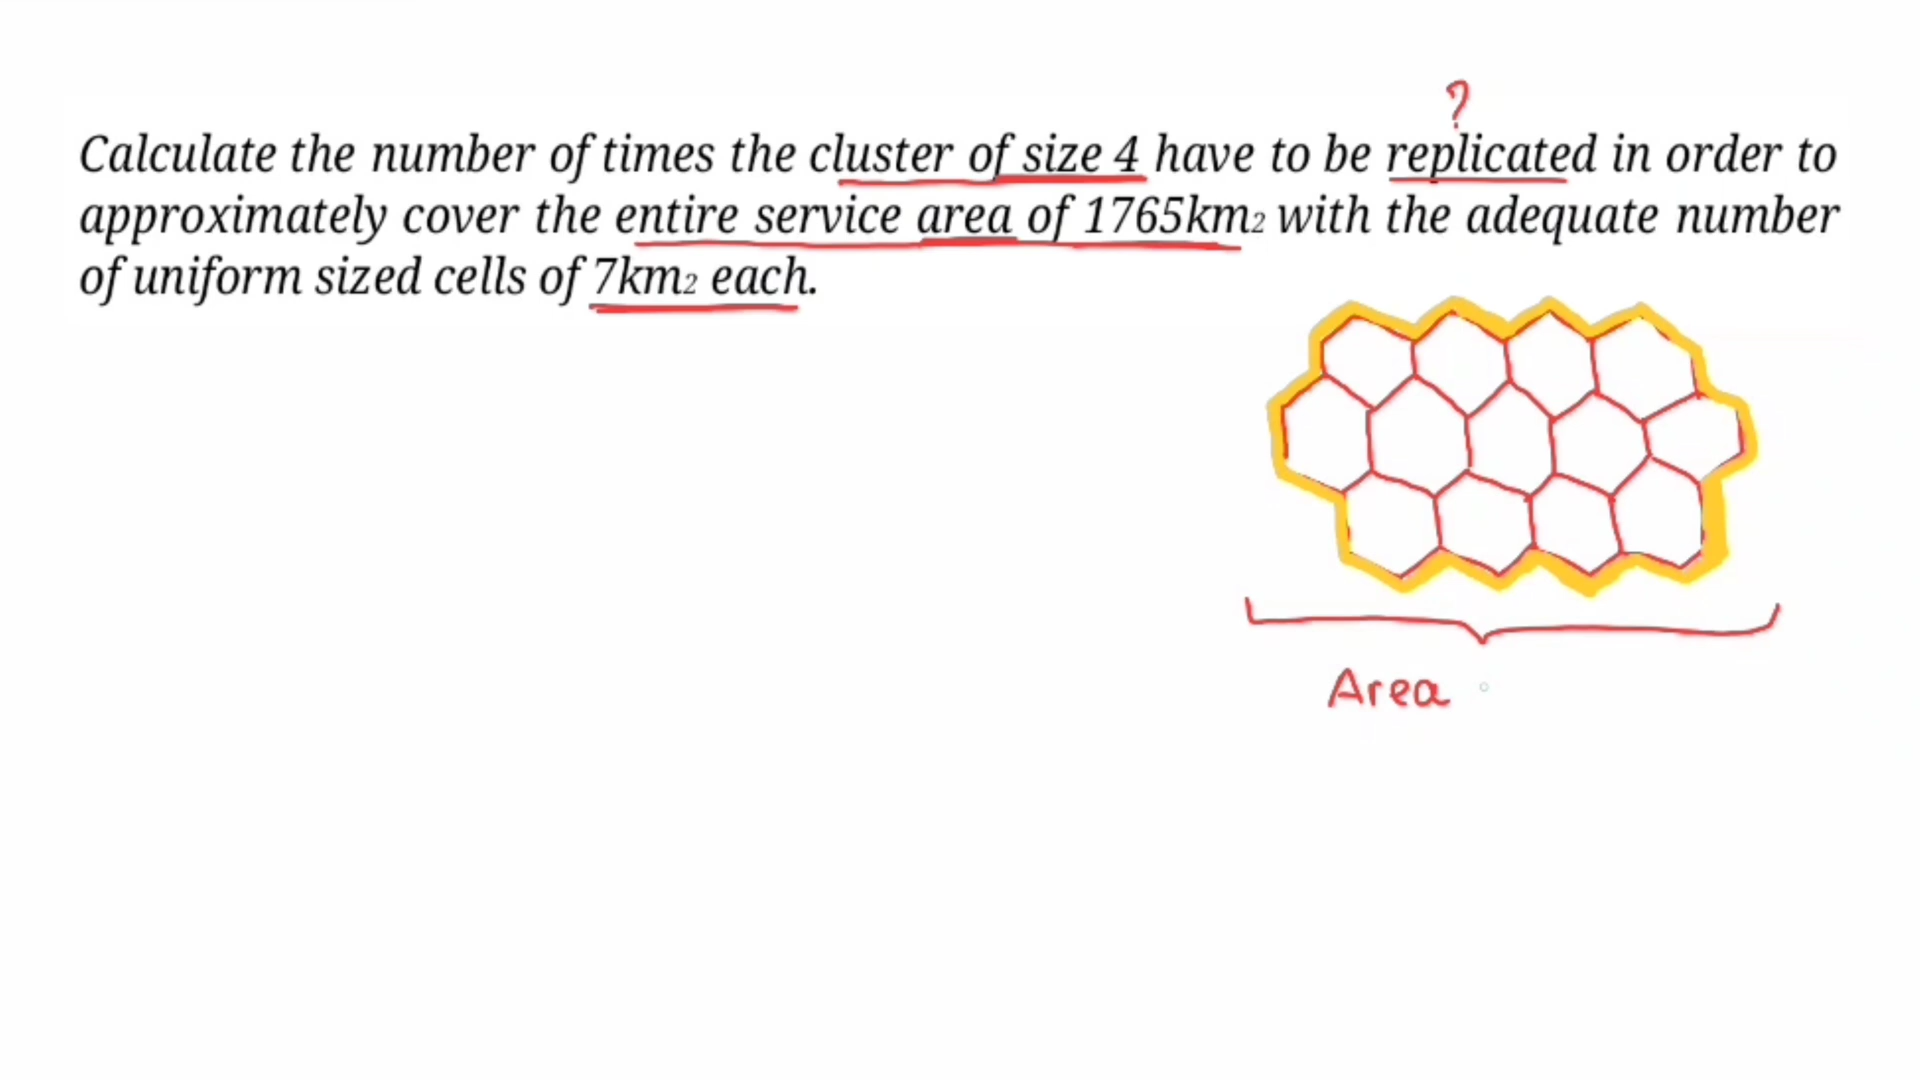 ?
Calculate the number of times the cluster of size 4 have to be replicated in order to
approximately cover the entire service area of 1765km2 with the adequate number
of uniform sized cells of 7km2 each.
Area